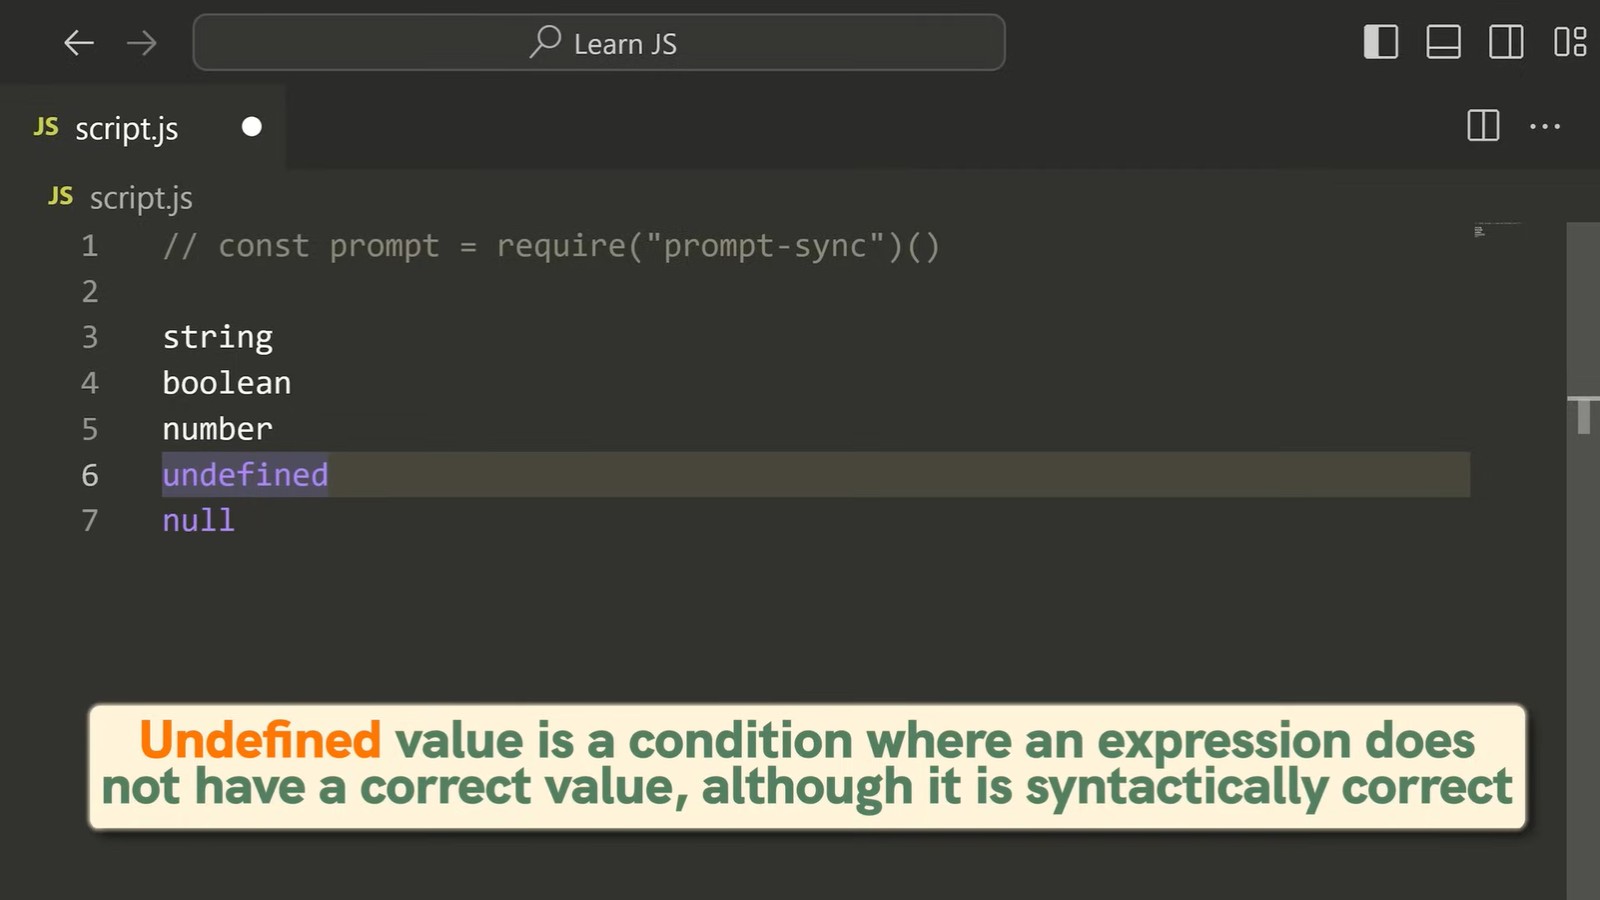 Learn JS
JS script.js
JS script.js
1 // const prompt = require("prompt-sync")()
2
3 string
4 boolean
5 number
6 undefined
7 null
Undefined value is a condition where an expression does
not have a correct value, although it is syntactically correct